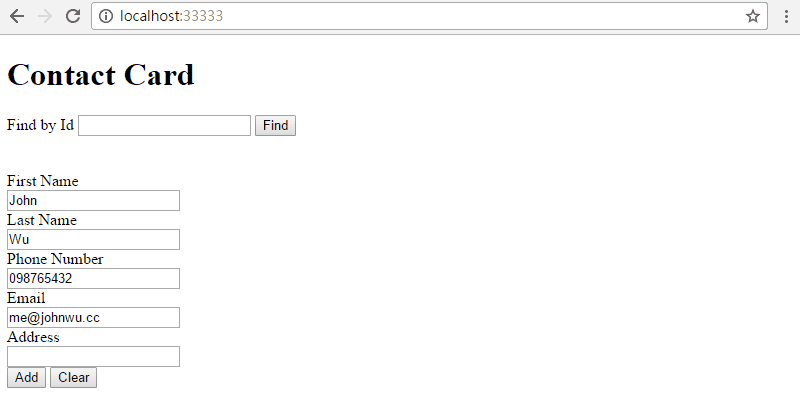 localhost:33333
Contact Card
Find by Id Find
First Name
John
Last Name
Wu
Phone Number
098765432
Email
me@johnwu.cc
Address
Add Clear